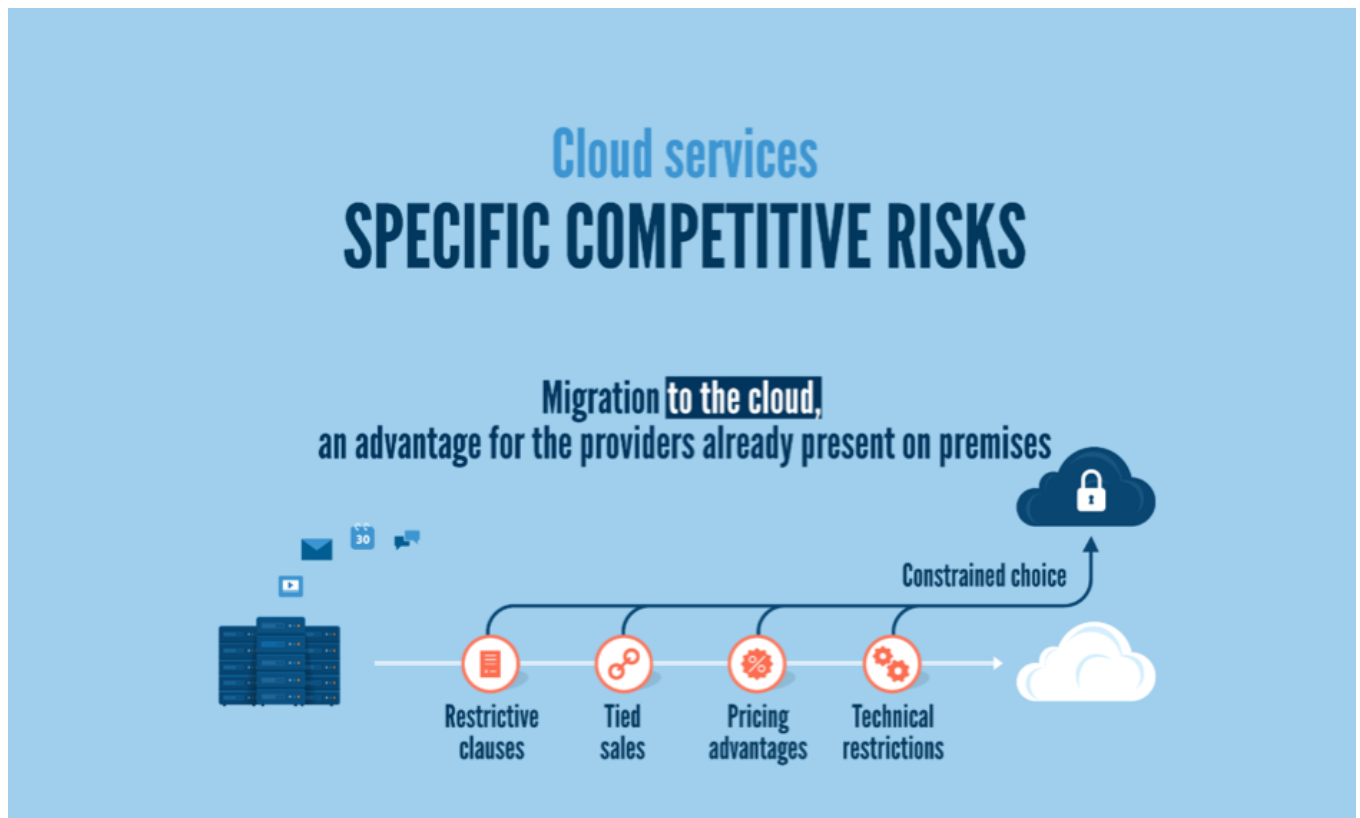 Cloud services
SPECIFIC COMPETITIVE RISKS
Migration to the cloud,
an advantage for the providers already present on premises
30
Constrained choice
Restrictive
clauses
Tied
sales
Pricing
advantages
Technical
restrictions
%